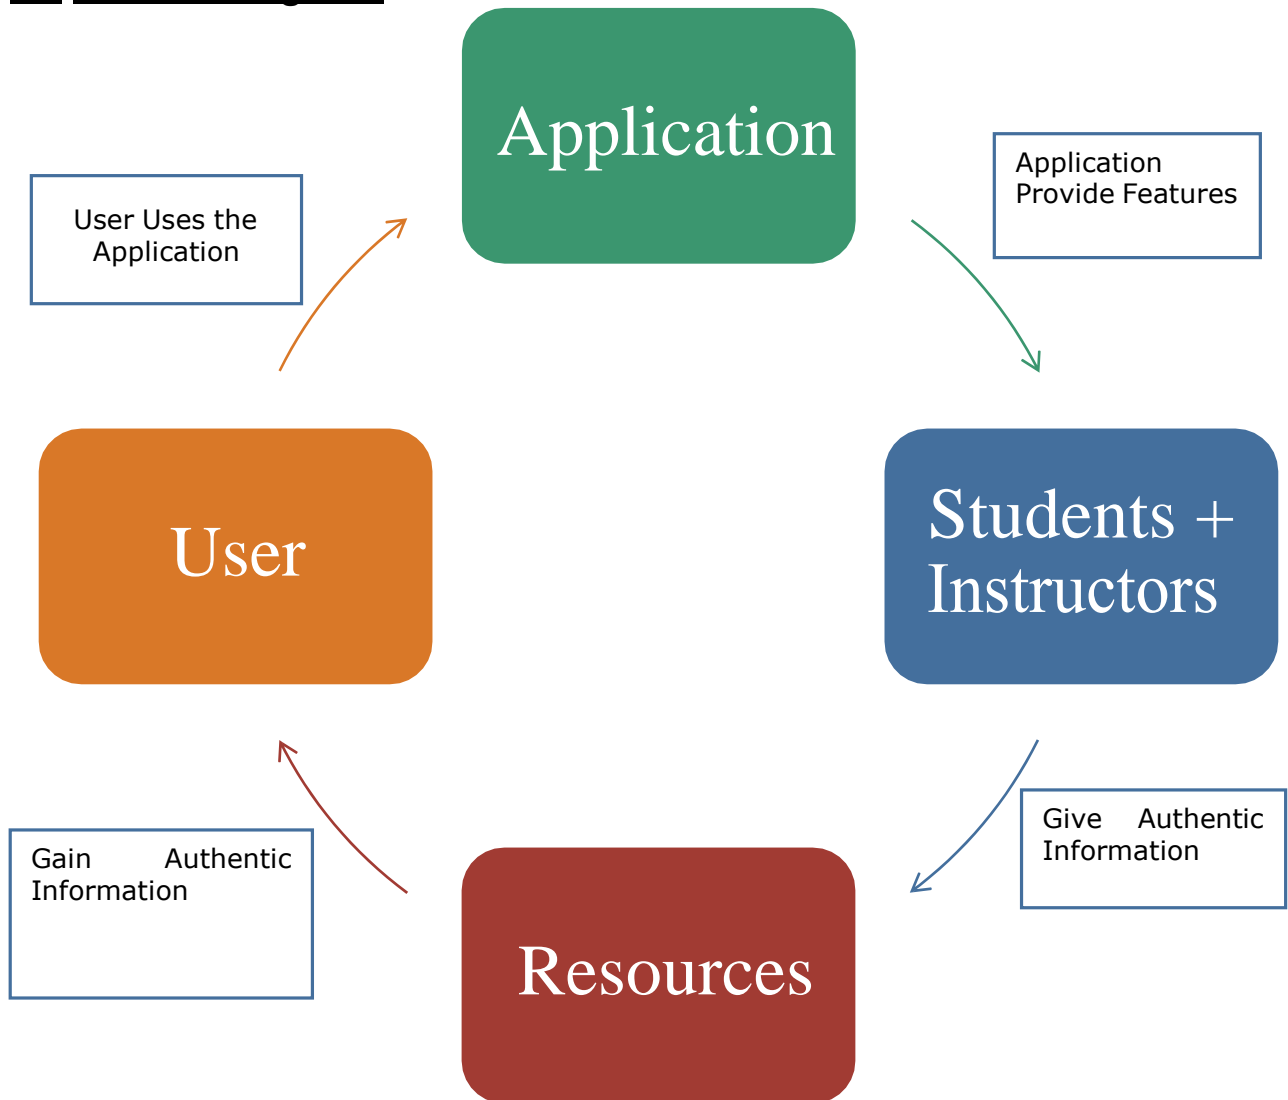 Application
Application
Provide Features
User Uses the
Application
Students +
Instructors
User
Give Authentic
Information
Gain Authentic
Information
Resources